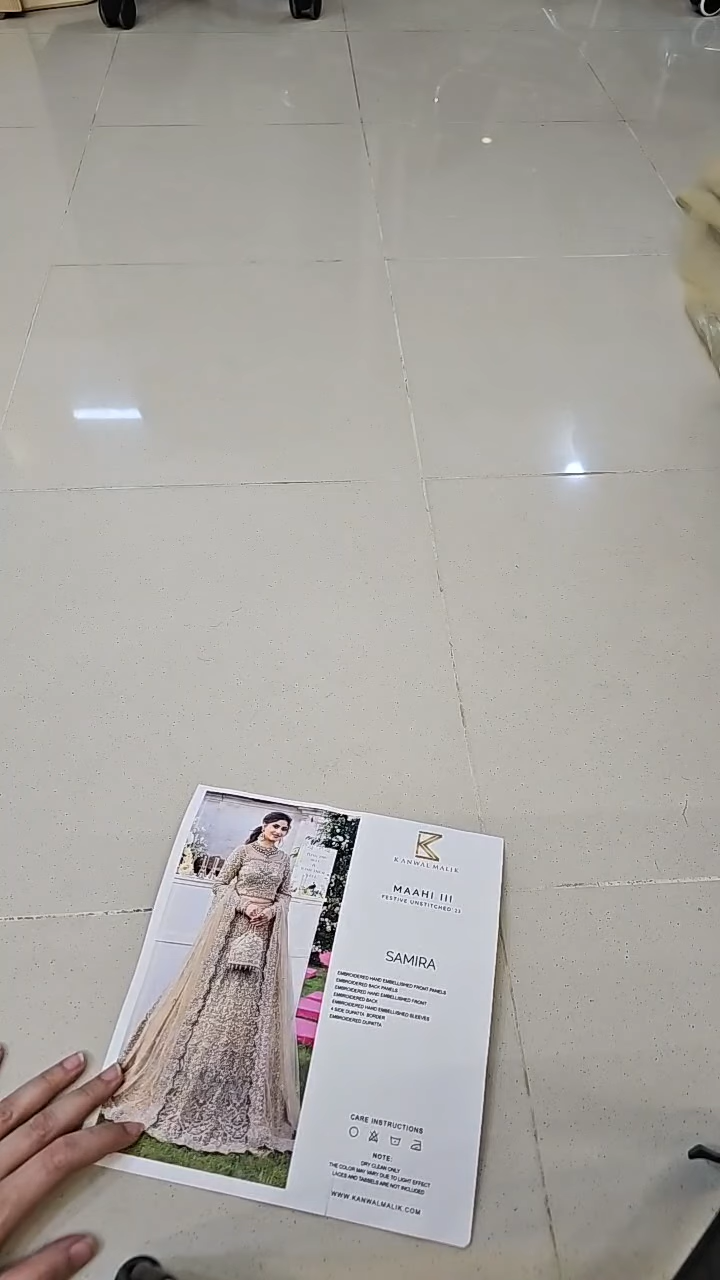 KANWAL MALIK
MAAHI III
FESTIVE UNSTITCHED 23
SAMIRA
EMBROIDERED HAND EMBELLISHED FRONT PANELS
EMBROIDERED BACK PANELS
EMBROIDERED HAND EMBELLISHED FRONT
EMBROIDERED BACK
EMBROIDERED HAND EMBELLISHED SLEEVES
4 SIDE DUPATTA BORDER
EMBROIDERED DUPATTA
CARE INSTRUCTIONS
NOTE:
DRY CLEAN ONLY
THE COLOR MAY VARY DUE TO LIGHT EFFECT
LACES AND TASSELS ARE NOT INCLUDED
WWW.KANWALMALIK.COM